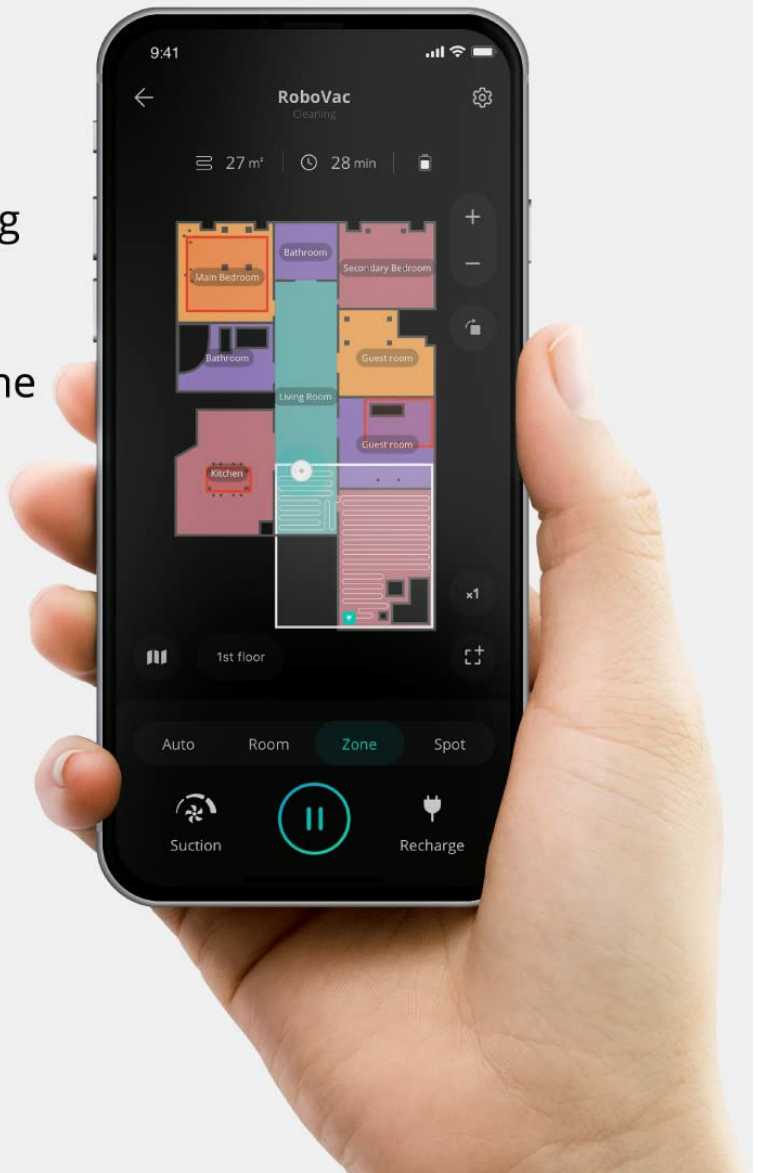 9:41
RoboVac
Cleaning
27 m² 28 min
g
Bathroom
Secondary Bedroom
Main Bedroom
Bathroom
Guest room
ne
Living Room
Guest room
Kitchen
x1
1st floor
Auto Room Zone Spot
Suction Recharge